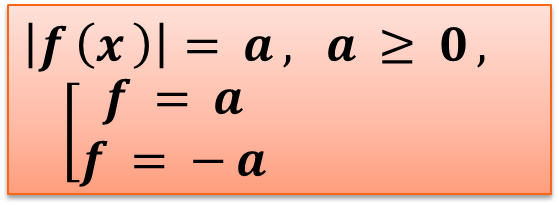 |f(x)| = a, a ≥ 0,
[ f = a
f = − a